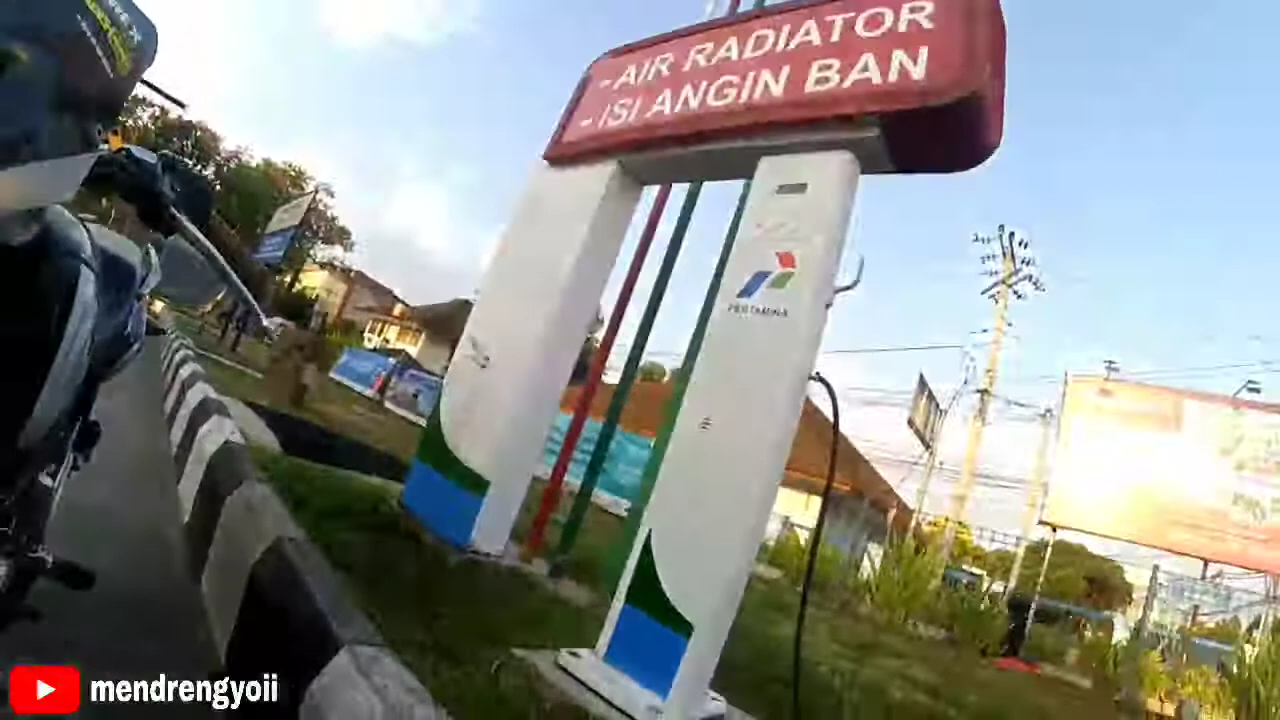 - AIR RADIATOR
- ISI ANGIN BAN
PERTAMINA
mendrengyoii